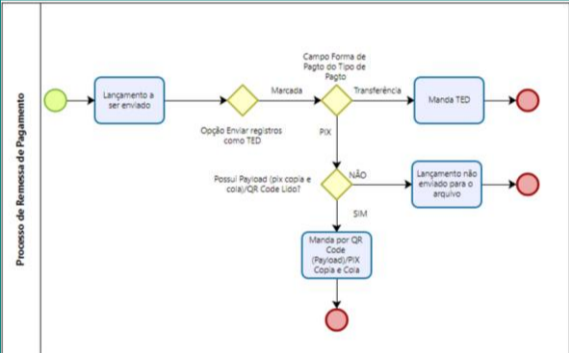 Processo de Remessa de Pagamento
Lançamento a
ser enviado
Opção Enviar registros
como TED
Marcada
Campo Forma de
Pagto do Tipo de
Pagto
Transferência
Manda TED
PIX
Possui Payload (pix copia e
cola)/QR Code Lido?
NÃO
Lançamento não
enviado para o
arquivo
SIM
Manda por QR
Code
(Payload)/PIX
Copia e Cola